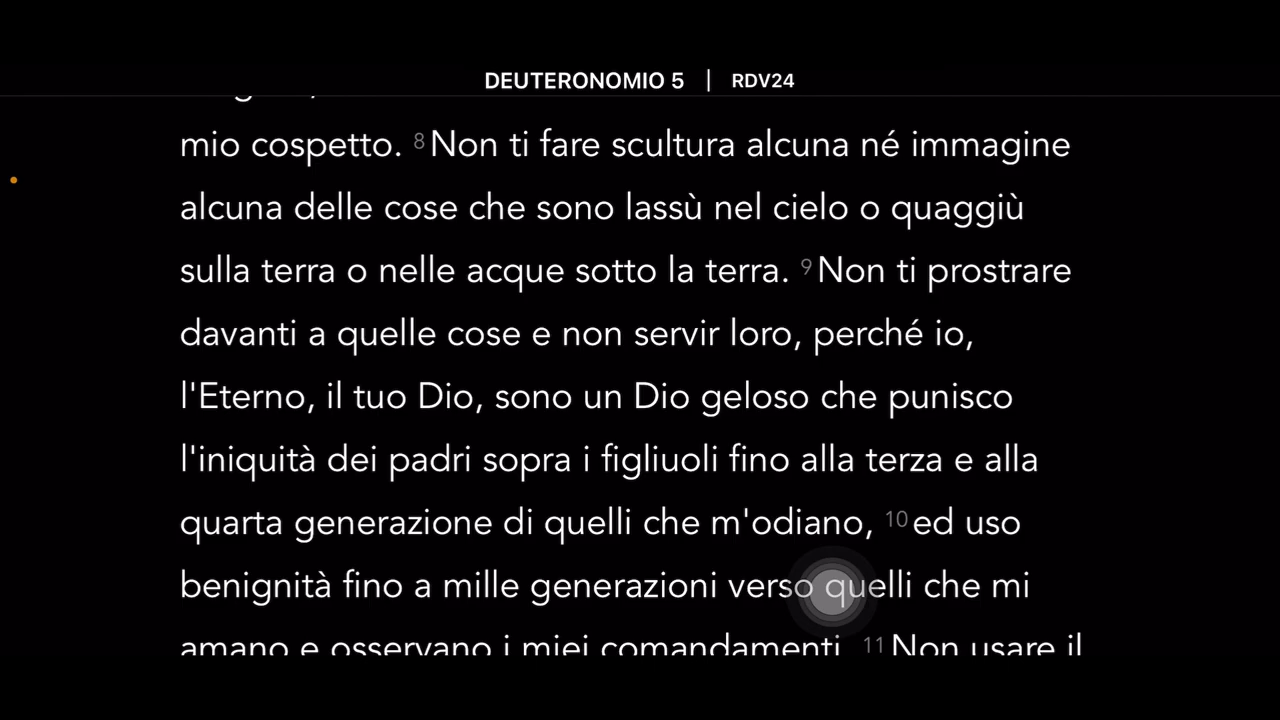 DEUTERONOMIO 5 | RDV24
mio cospetto. 8 Non ti fare scultura alcuna né immagine
alcuna delle cose che sono lassù nel cielo o quaggiù
sulla terra o nelle acque sotto la terra. 9 Non ti prostrare
davanti a quelle cose e non servir loro, perché io,
l'Eterno, il tuo Dio, sono un Dio geloso che punisco
l'iniquità dei padri sopra i figliuoli fino alla terza e alla
quarta generazione di quelli che m'odiano, 10 ed uso
benignità fino a mille generazioni verso quelli che mi
amano e osservano i miei comandamenti. 11 Non usare il